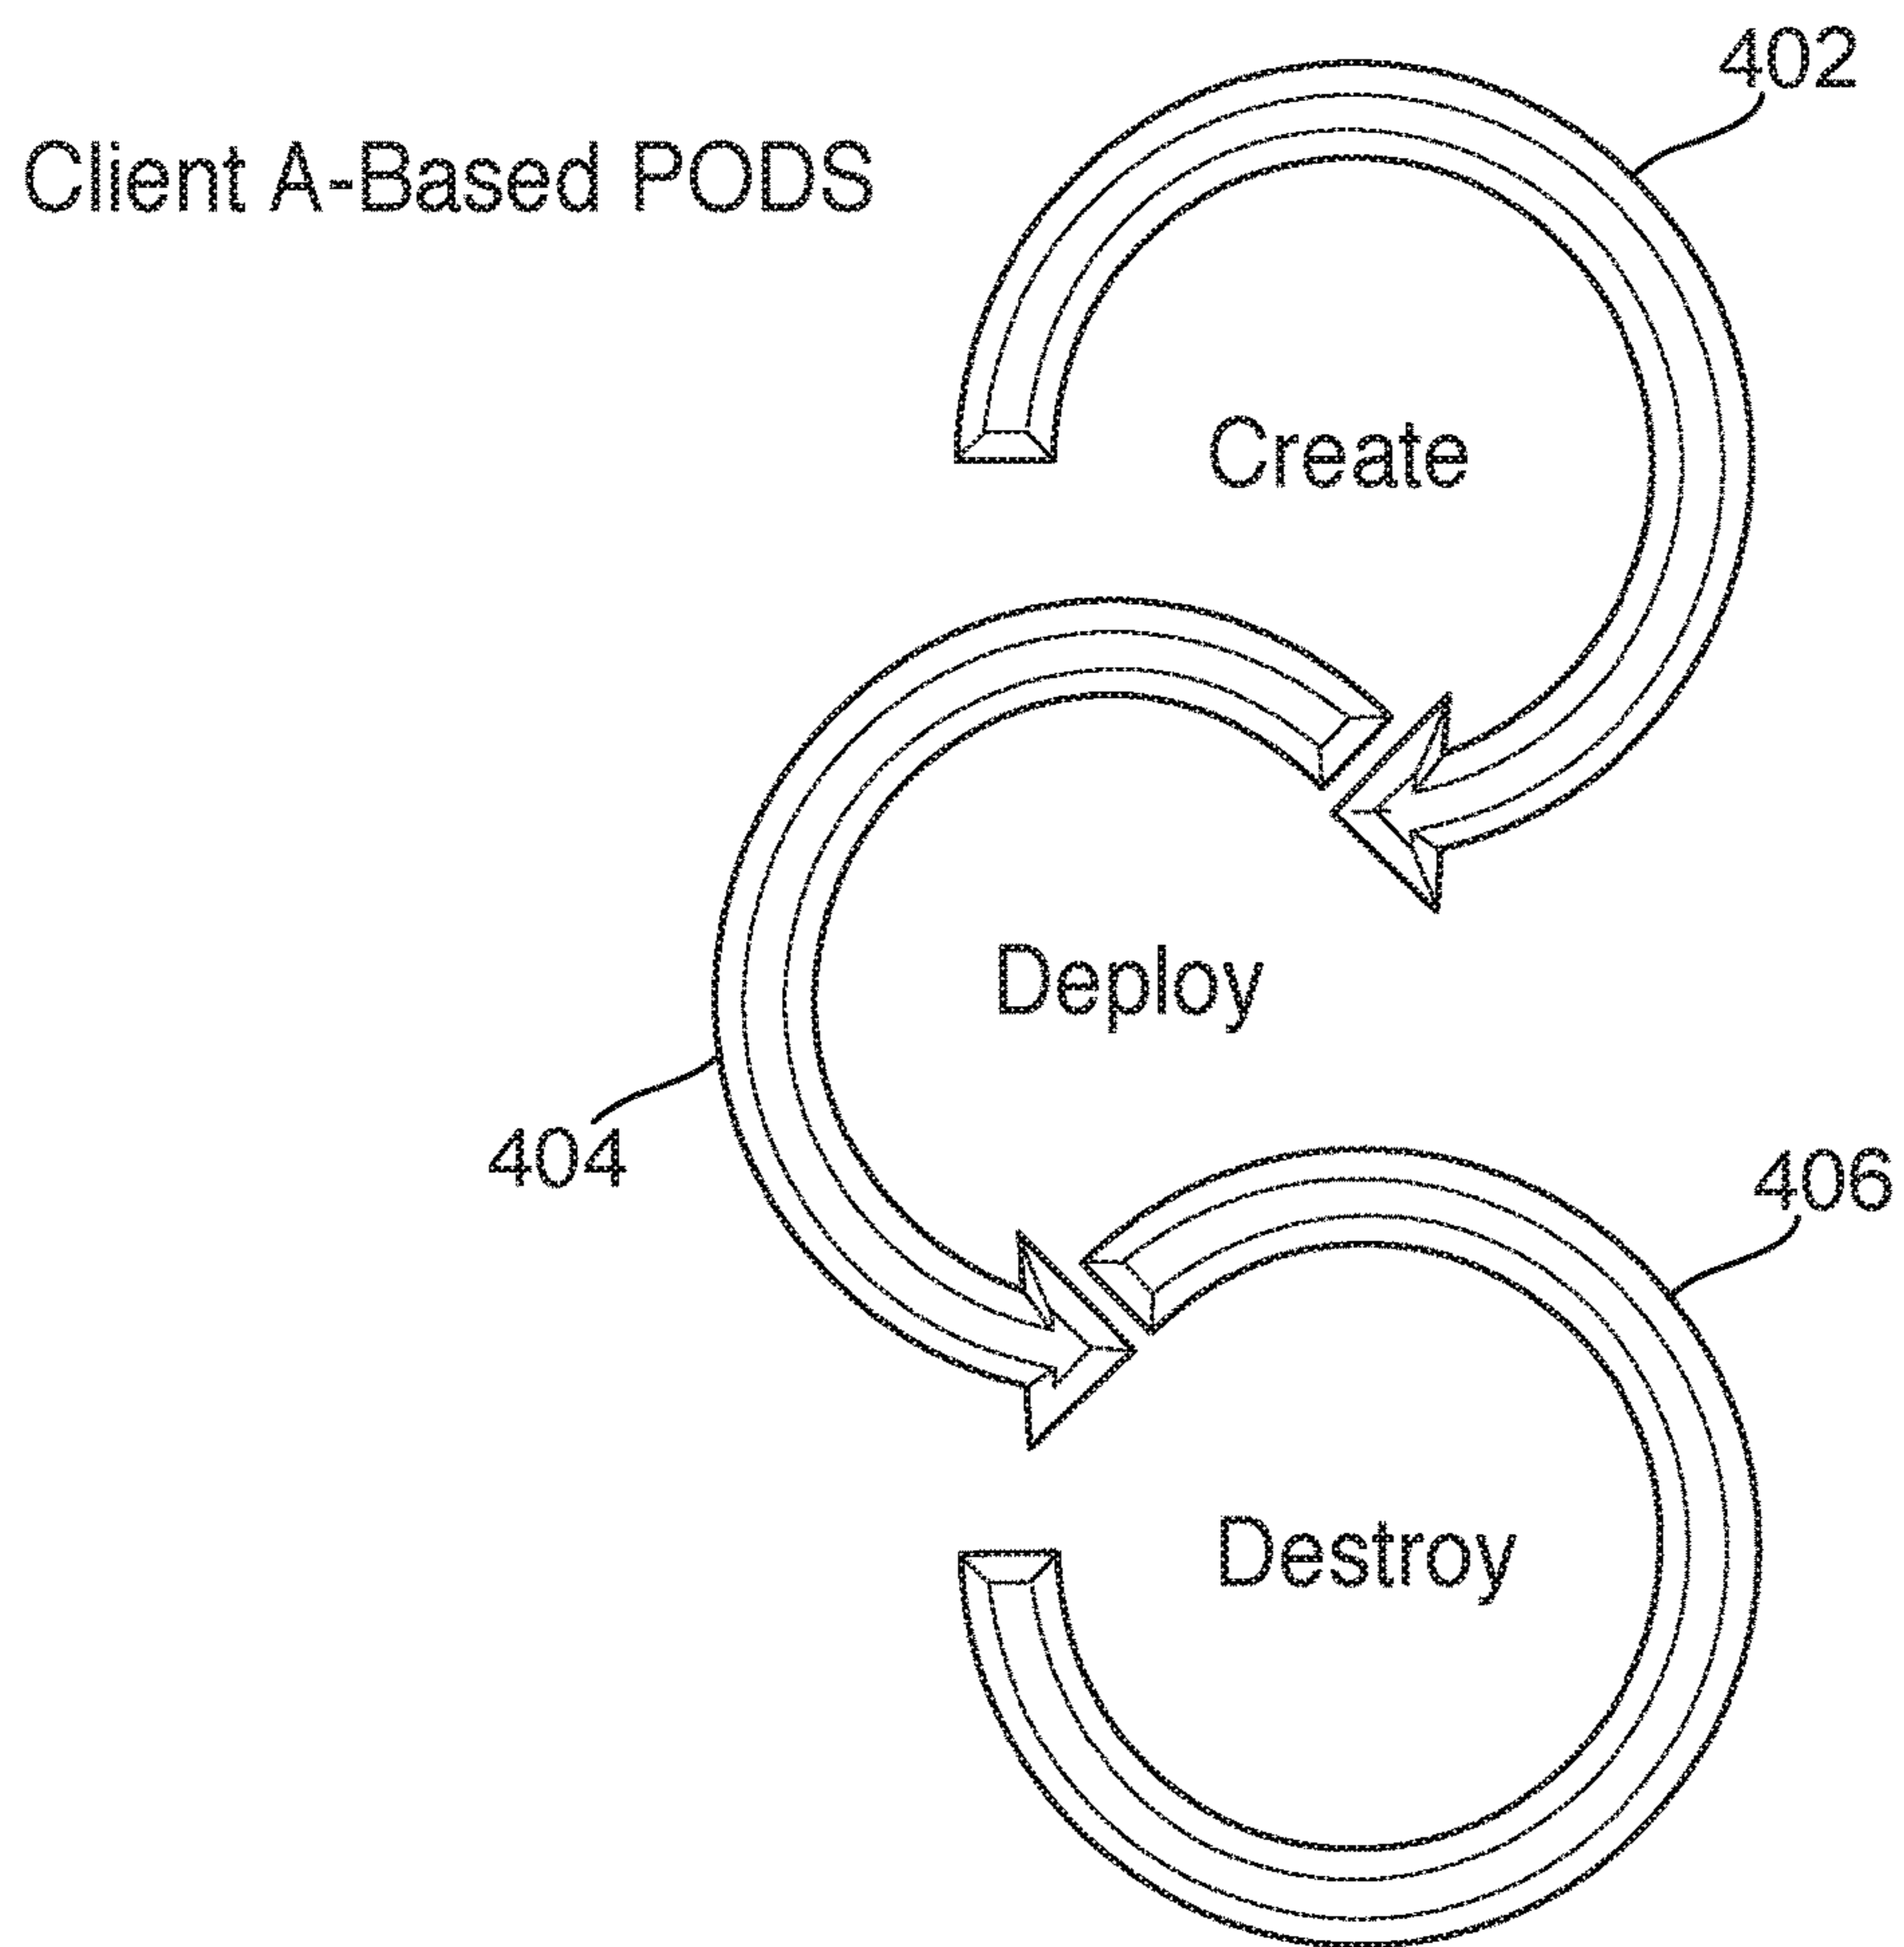 402
Client A-Based PODS
Create
Deploy
404
406
Destroy